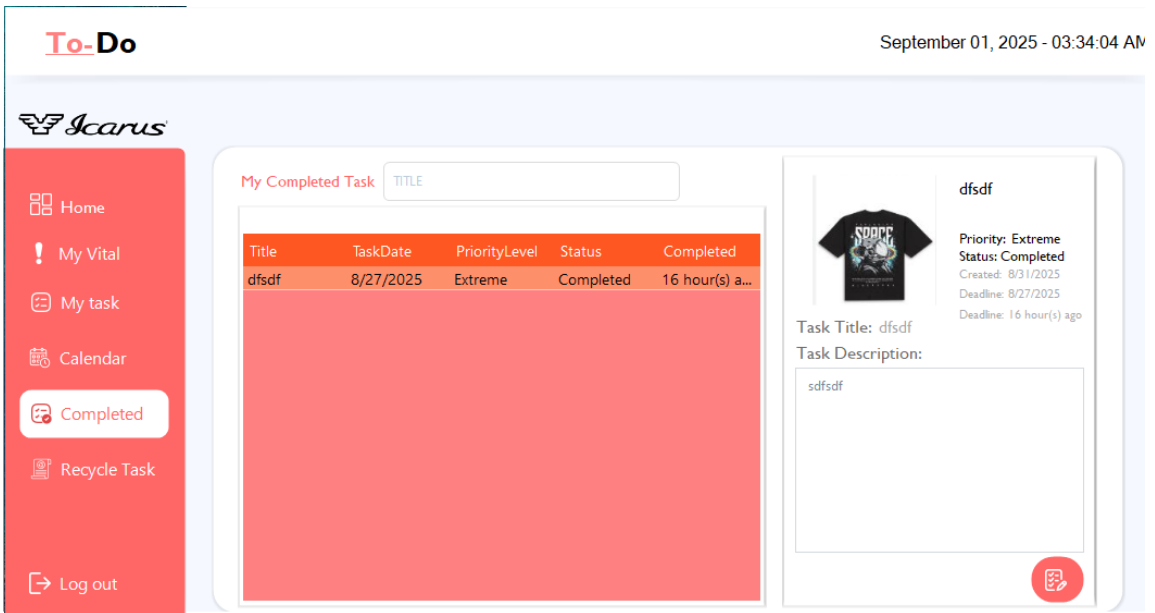 To-Do
September 01, 2025 - 03:34:04 AM
Icarus
Home
My Vital
My task
Calendar
Completed
Recycle Task
Log out
My Completed Task TITLE
Title TaskDate PriorityLevel Status Completed
dfsdf 8/27/2025 Extreme Completed 16 hour(s) a...
SPACE
dfsdf
Priority: Extreme
Status: Completed
Created: 8/31/2025
Deadline: 8/27/2025
Deadline: 16 hour(s) ago
Task Title: dfsdf
Task Description:
sdfsdf